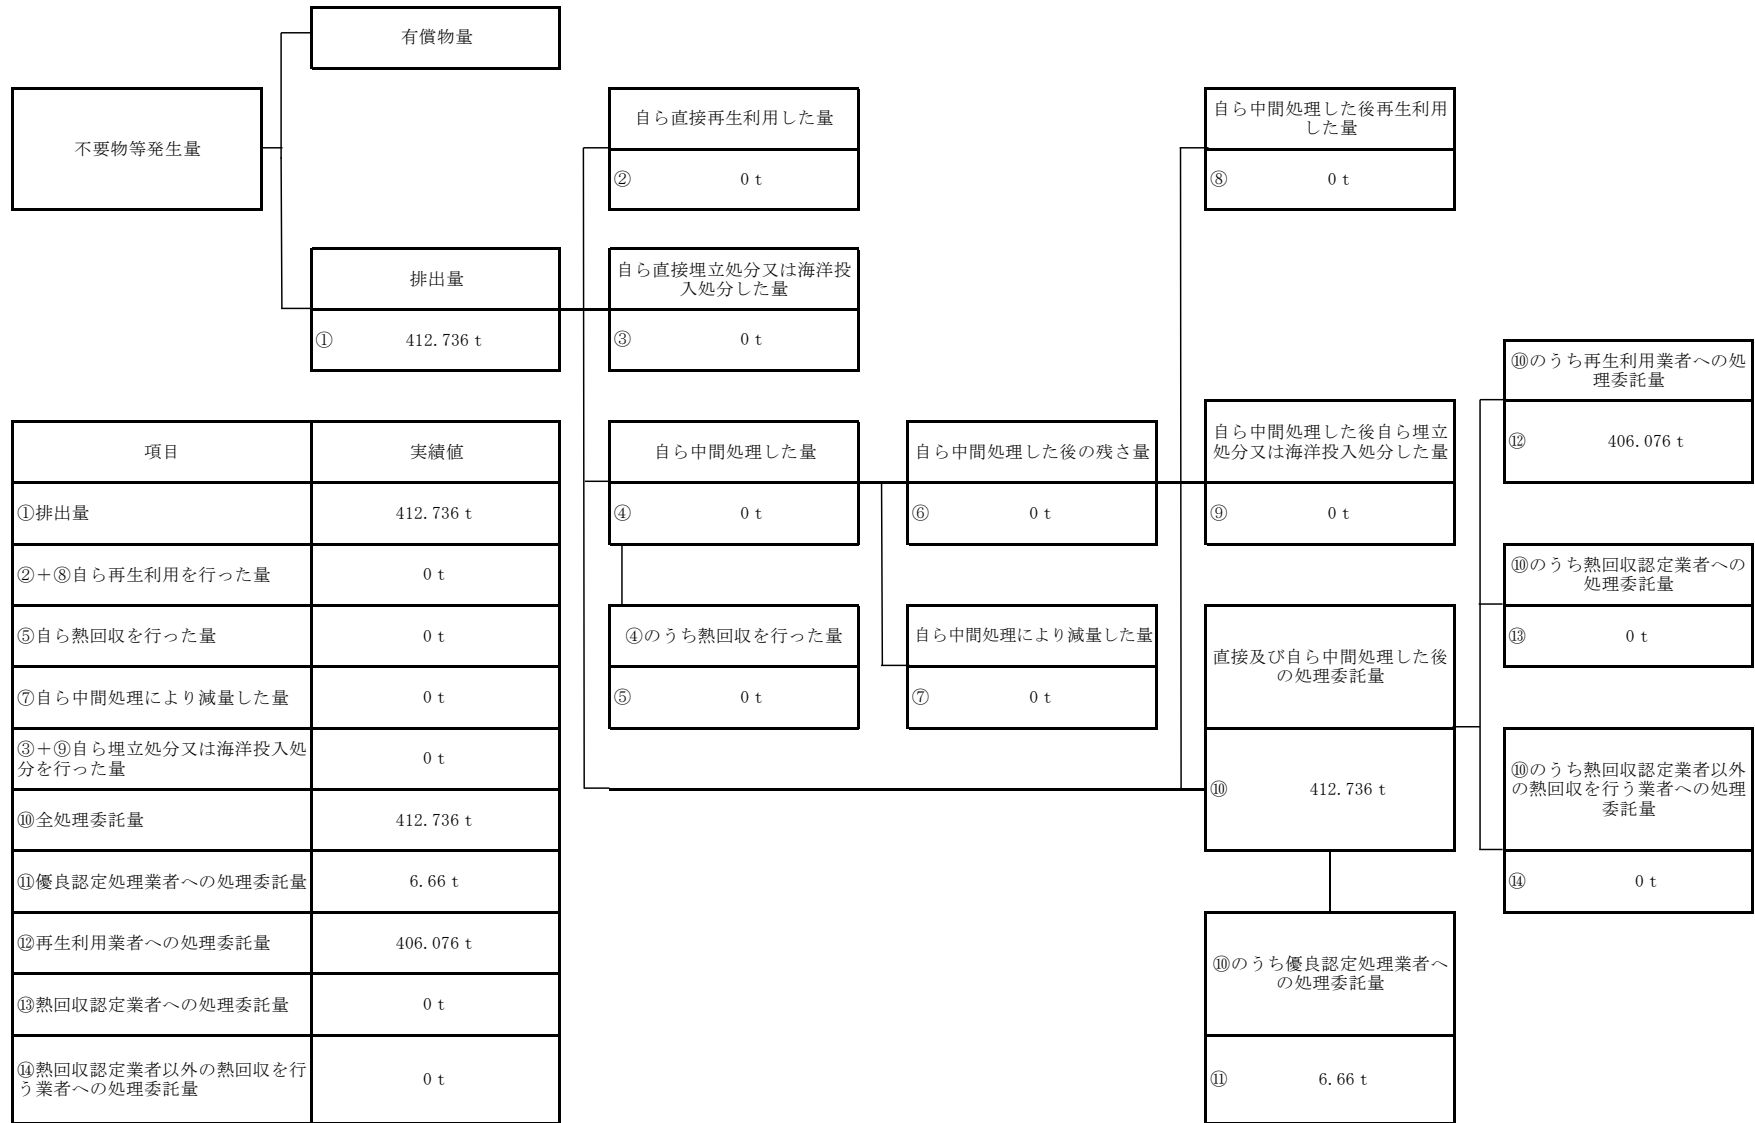 有償物量
不要物等発生量
排出量
① 412.736 t
自ら直接再生利用した量
② 0 t
自ら直接埋立処分又は海洋投
入処分した量
③ 0 t
自ら中間処理した量
④ 0 t
④のうち熱回収を行った量
⑤ 0 t
自ら中間処理した後の残さ量
⑥ 0 t
自ら中間処理により減量した量
⑦ 0 t
自ら中間処理した後再生利用
した量
⑧ 0 t
自ら中間処理した後自ら埋立
処分又は海洋投入処分した量
⑨ 0 t
直接及び自ら中間処理した後
の処理委託量
⑩ 412.736 t
⑩のうち優良認定処理業者へ
の処理委託量
⑪ 6.66 t
⑩のうち再生利用業者への処
理委託量
⑫ 406.076 t
⑩のうち熱回収認定業者への
処理委託量
⑬ 0 t
⑩のうち熱回収認定業者以外
の熱回収を行う業者への処理
委託量
⑭ 0 t
項目 実績値
①排出量 412.736 t
②+⑧自ら再生利用を行った量 0 t
⑤自ら熱回収を行った量 0 t
⑦自ら中間処理により減量した量 0 t
③+⑨自ら埋立処分又は海洋投入処
分を行った量 0 t
⑩全処理委託量 412.736 t
⑪優良認定処理業者への処理委託量 6.66 t
⑫再生利用業者への処理委託量 406.076 t
⑬熱回収認定業者への処理委託量 0 t
⑭熱回収認定業者以外の熱回収を行
う業者への処理委託量 0 t